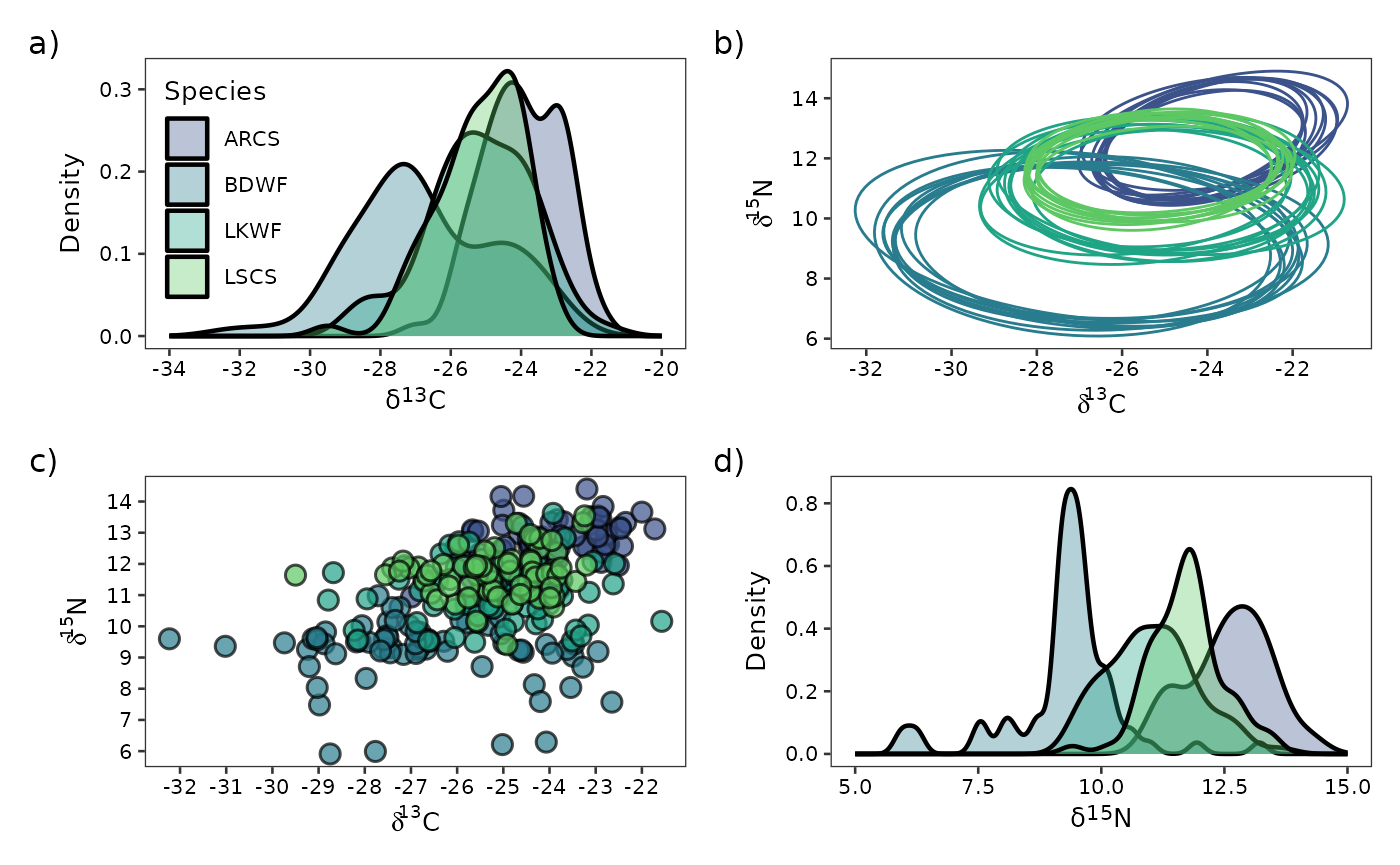 a)
0.3
0.2
0.1
0.0
Density
Species
ARCS
BDWF
LKWF
LSCS
-34 -32 -30 -28 -26 -24 -22 -20
δ¹³C
b)
14
12
10
8
6
δ¹⁵N
-32 -30 -28 -26 -24 -22
δ¹³C
c)
14
13
12
11
10
9
8
7
6
δ¹⁵N
-32 -31 -30 -29 -28 -27 -26 -25 -24 -23 -22
δ¹³C
d)
0.8
0.6
0.4
0.2
0.0
Density
5.0 7.5 10.0 12.5 15.0
δ¹⁵N